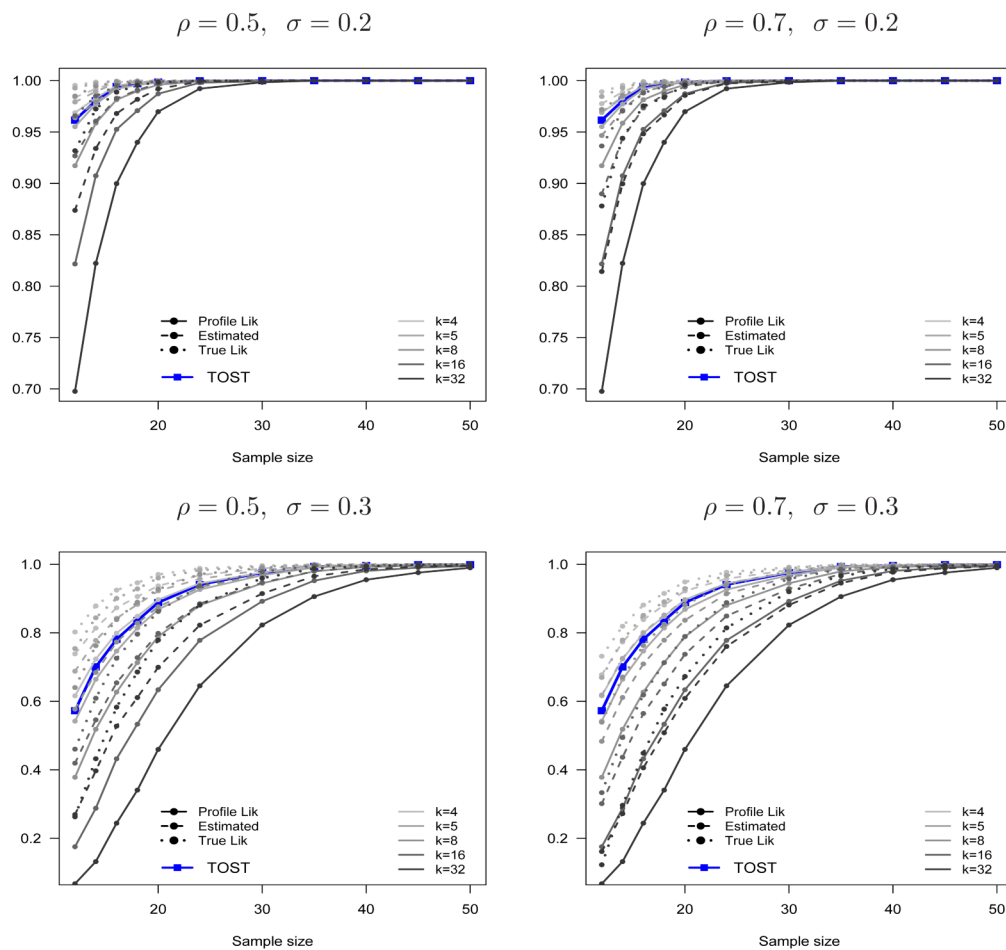 ρ = 0.5, σ = 0.2
1.00
0.95
0.90
0.85
0.80
0.75
0.70
Profile Lik
Estimated
True Lik
TOST
k=4
k=5
k=8
k=16
k=32
20 30 40 50
Sample size
ρ = 0.7, σ = 0.2
1.00
0.95
0.90
0.85
0.80
0.75
0.70
Profile Lik
Estimated
True Lik
TOST
k=4
k=5
k=8
k=16
k=32
20 30 40 50
Sample size
ρ = 0.5, σ = 0.3
1.0
0.8
0.6
0.4
0.2
Profile Lik
Estimated
True Lik
TOST
k=4
k=5
k=8
k=16
k=32
20 30 40 50
Sample size
ρ = 0.7, σ = 0.3
1.0
0.8
0.6
0.4
0.2
Profile Lik
Estimated
True Lik
TOST
k=4
k=5
k=8
k=16
k=32
20 30 40 50
Sample size